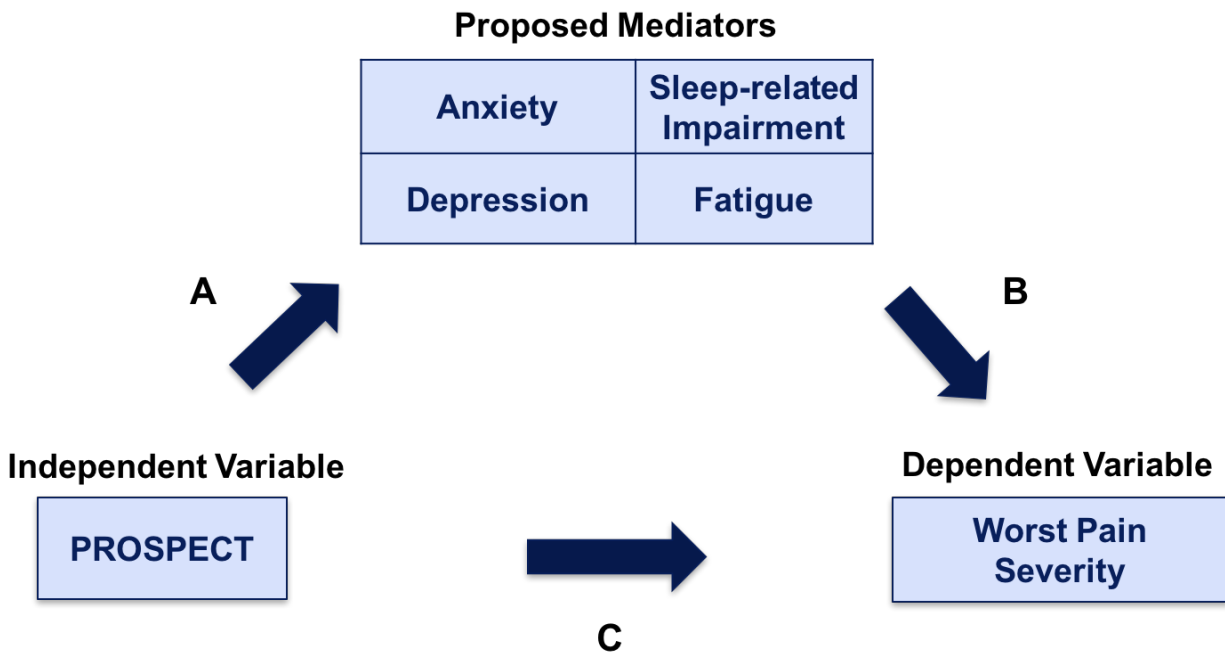 Proposed Mediators
Anxiety
Sleep-related
Impairment
Depression
Fatigue
A
B
Independent Variable
Dependent Variable
PROSPECT
Worst Pain
Severity
C